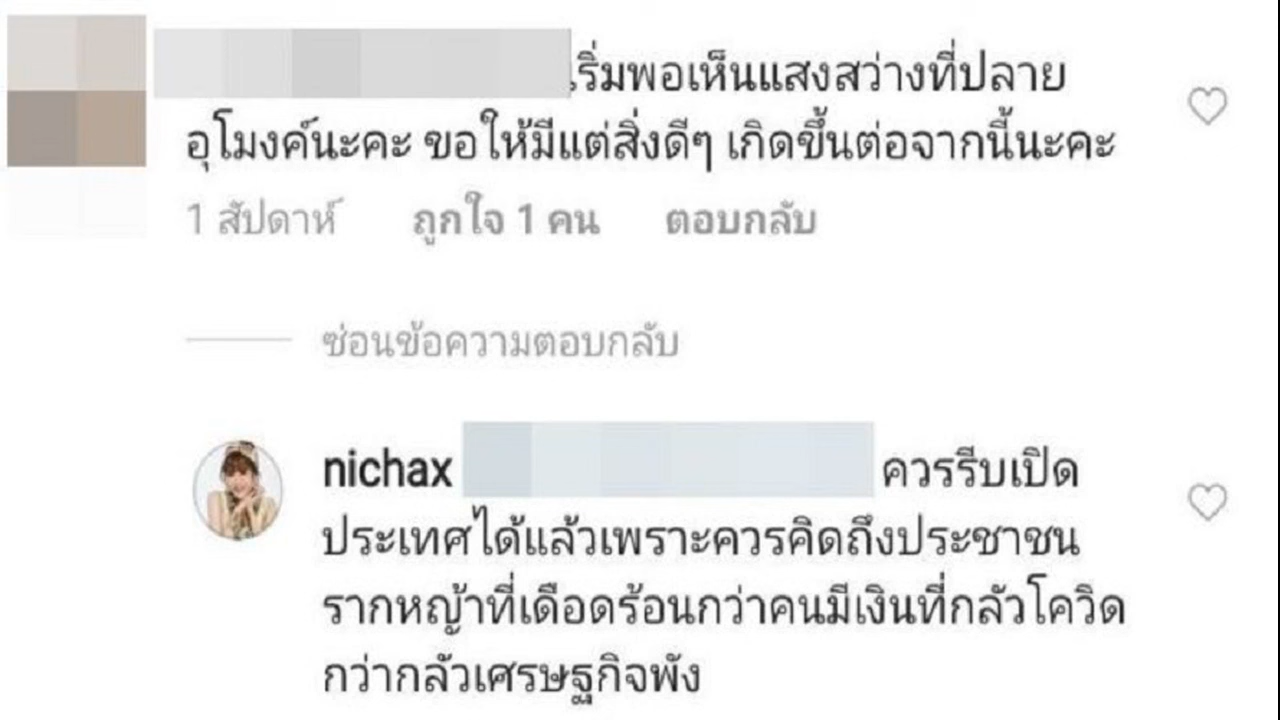 เริ่มพอเห็นแสงสว่างที่ปลาย
อุโมงค์นะคะ ขอให้มีแต่สิ่งดีๆ เกิดขึ้นต่อจากนี้นะคะ
1 สัปดาห์ ถูกใจ 1 คน ตอบกลับ
ซ่อนข้อความตอบกลับ
nichax ควรรีบเปิด
ประเทศได้แล้วเพราะควรคิดถึงประชาชน
รากหญ้าที่เดือดร้อนกว่าคนมีเงินที่กลัวโควิด
กว่ากลัวเศรษฐกิจพัง